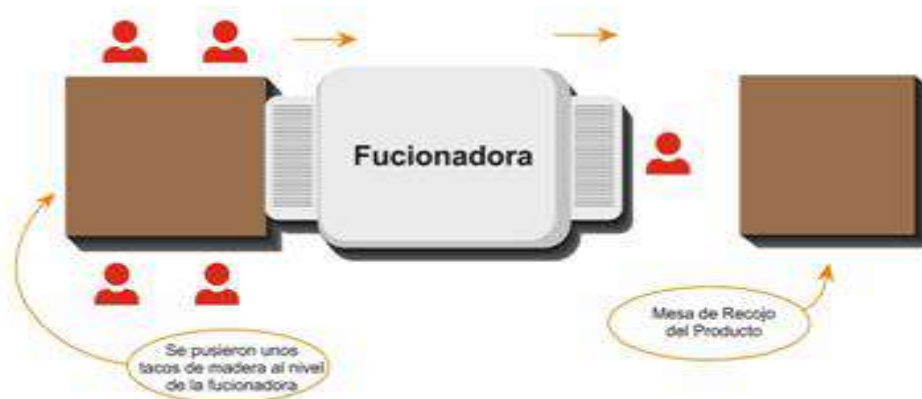 Fucionadora
Mesa de Recojo
del Producto
Se pusieron unos
tacos de madera al nivel
de la fucionadora